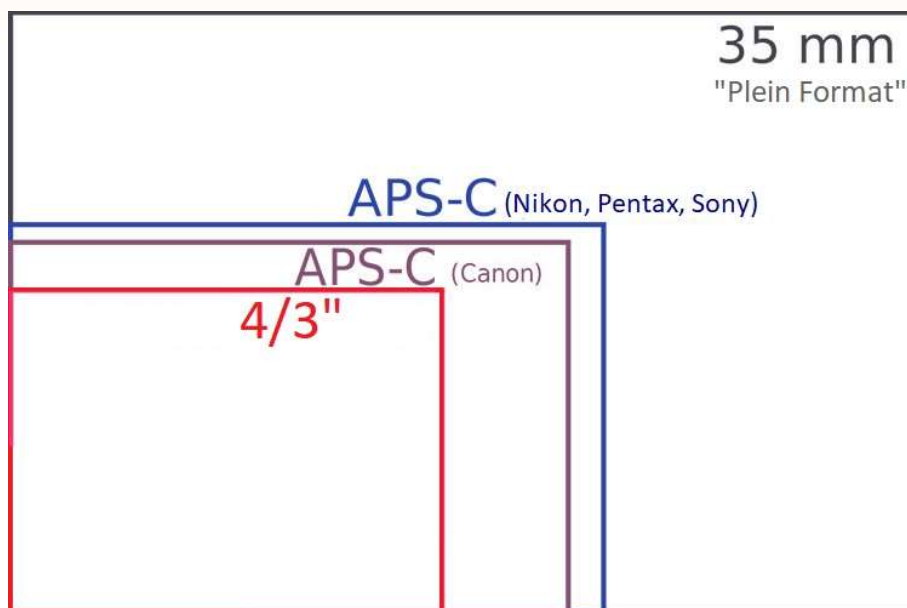 35 mm
"Plein Format"
APS-C (Nikon, Pentax, Sony)
APS-C (Canon)
4/3"